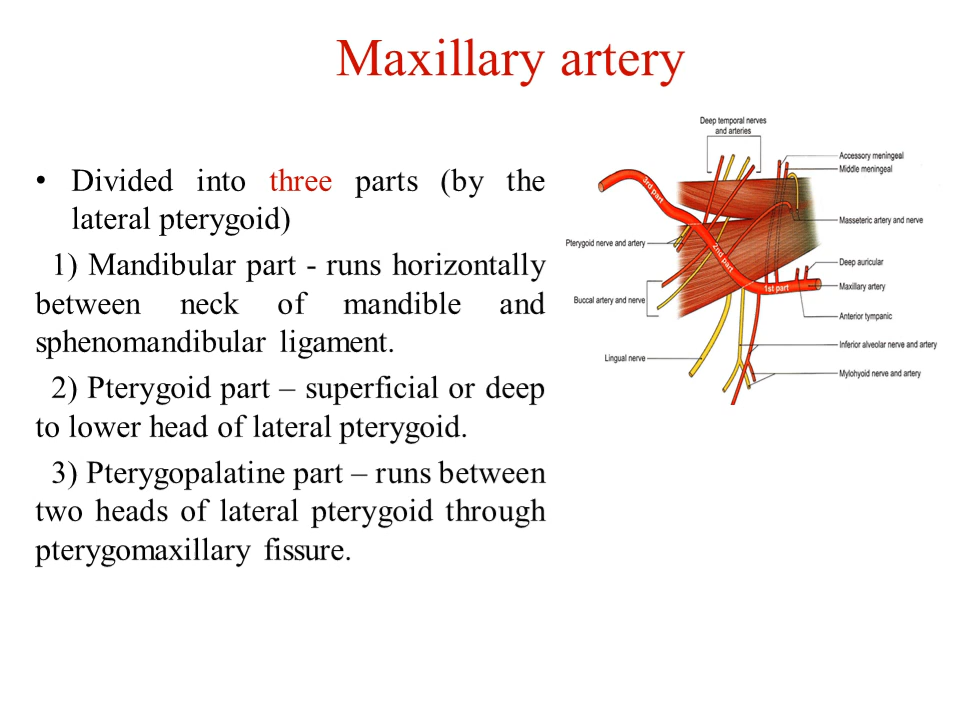 Maxillary artery
• Divided into three parts (by the
lateral pterygoid)
1) Mandibular part - runs horizontally
between neck of mandible and
sphenomandibular ligament.
2) Pterygoid part – superficial or deep
to lower head of lateral pterygoid.
3) Pterygopalatine part – runs between
two heads of lateral pterygoid through
pterygomaxillary fissure.
Deep temporal nerves
and arteries
Accessory meningeal
Middle meningeal
3rd part
Masseteric artery and nerve
Pterygoid nerve and artery
2nd part
Deep auricular
1st part
Maxillary artery
Buccal artery and nerve
Anterior tympanic
Inferior alveolar nerve and artery
Lingual nerve
Mylohyoid nerve and artery